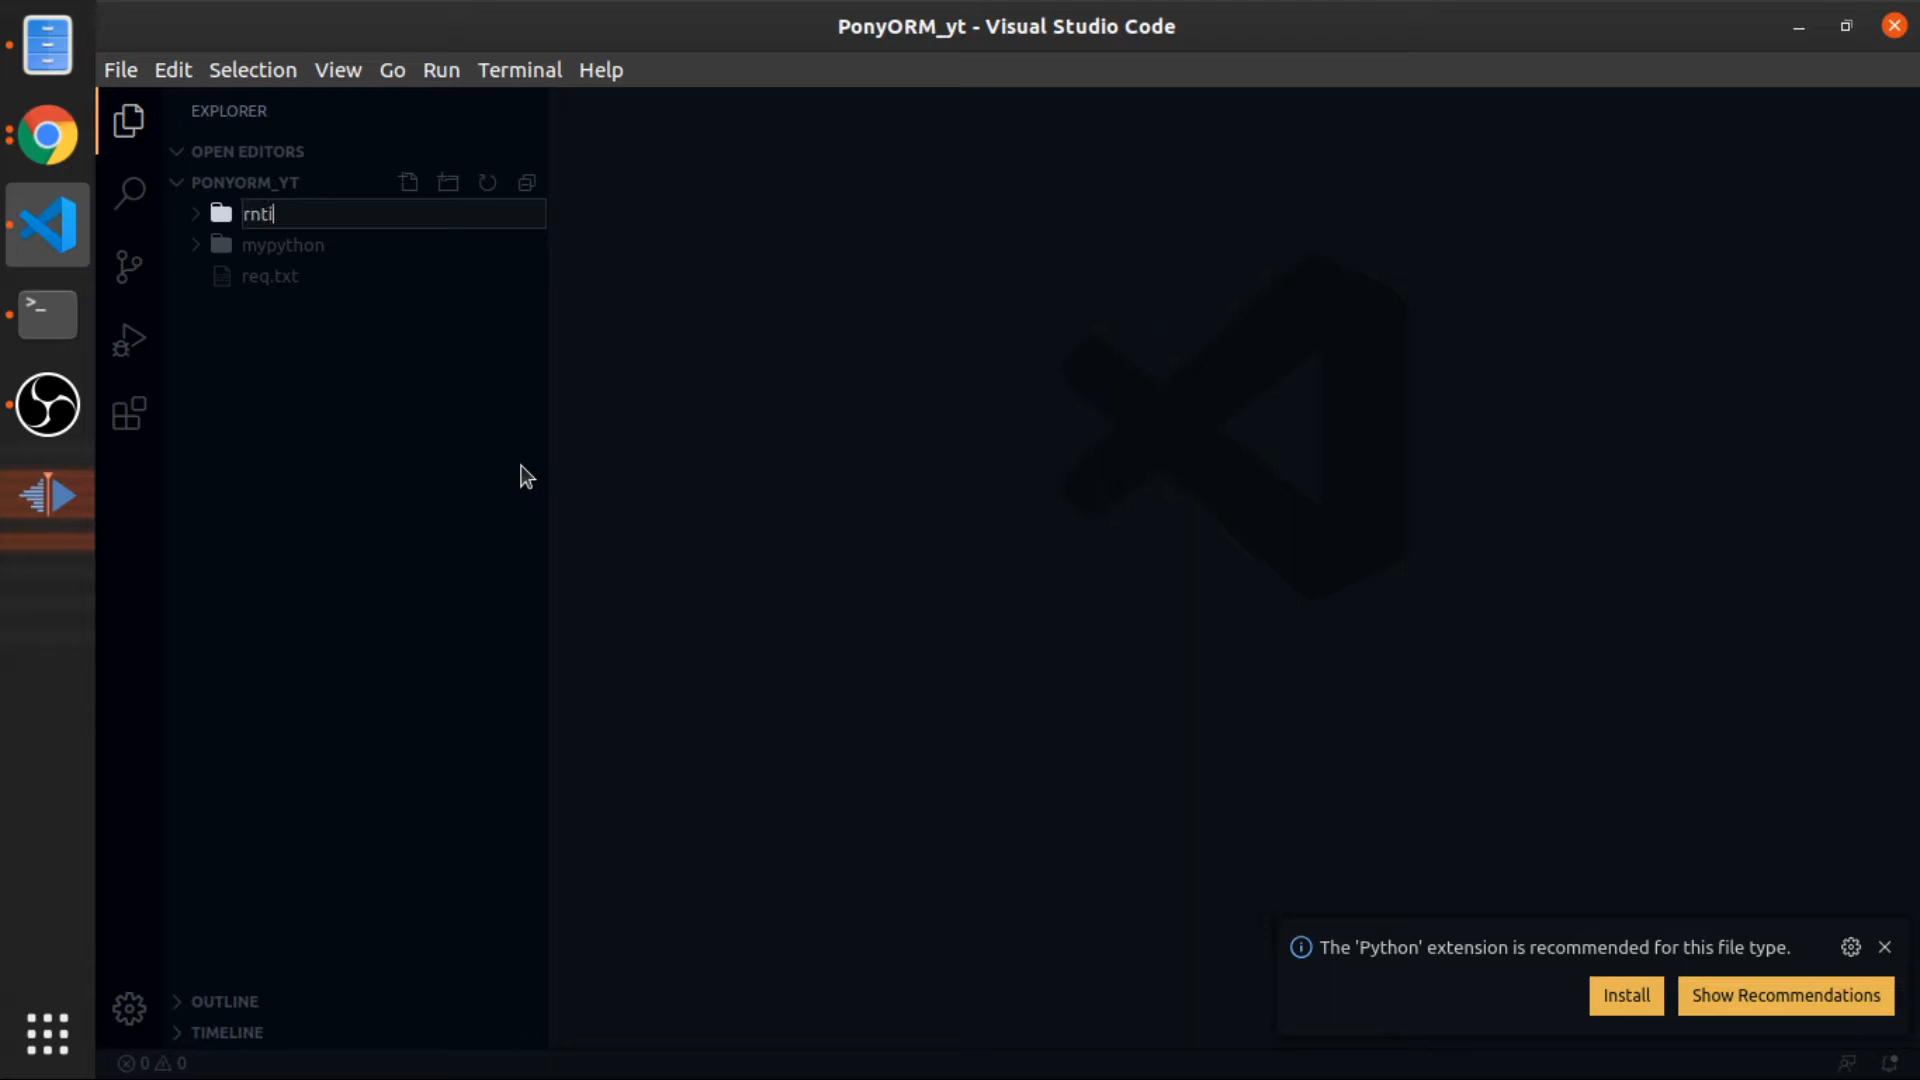 PonyORM_yt - Visual Studio Code
File Edit Selection View Go Run Terminal Help
EXPLORER
OPEN EDITORS
PONYORM_YT
rnti
mypython
req.txt
OUTLINE
TIMELINE
The 'Python' extension is recommended for this file type.
Install Show Recommendations
0 0